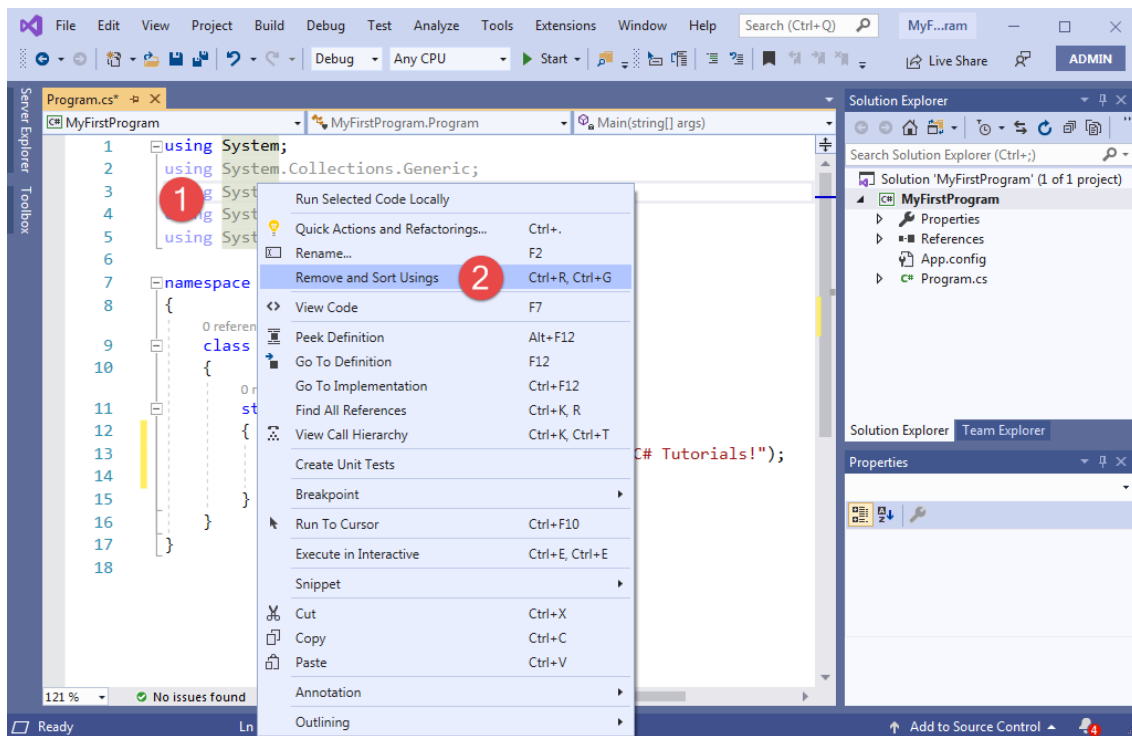 File Edit View Project Build Debug Test Analyze Tools Extensions Window Help Search (Ctrl+Q) MyF...ram
Debug Any CPU Start Live Share ADMIN
Server Explorer
Toolbox
Program.cs*
MyFirstProgram MyFirstProgram.Program Main(string[] args)
1 using System;
2 using System.Collections.Generic;
3 g Syst
4 using Syst
5 using Syst
6
7 namespace
8 {
0 referen
9 class
10 {
0 r
11 st
12 {
13 C# Tutorials!");
14
15 }
16 }
17 }
18
1
2
Run Selected Code Locally
Quick Actions and Refactorings... Ctrl+.
Rename... F2
Remove and Sort Usings Ctrl+R, Ctrl+G
View Code F7
Peek Definition Alt+F12
Go To Definition F12
Go To Implementation Ctrl+F12
Find All References Ctrl+K, R
View Call Hierarchy Ctrl+K, Ctrl+T
Create Unit Tests
Breakpoint
Run To Cursor Ctrl+F10
Execute in Interactive Ctrl+E, Ctrl+E
Snippet
Cut Ctrl+X
Copy Ctrl+C
Paste Ctrl+V
Annotation
Outlining
Solution Explorer
Search Solution Explorer (Ctrl+;)
Solution 'MyFirstProgram' (1 of 1 project)
C# MyFirstProgram
Properties
References
App.config
C# Program.cs
Solution Explorer Team Explorer
Properties
121 % No issues found
Ready Ln Add to Source Control 4